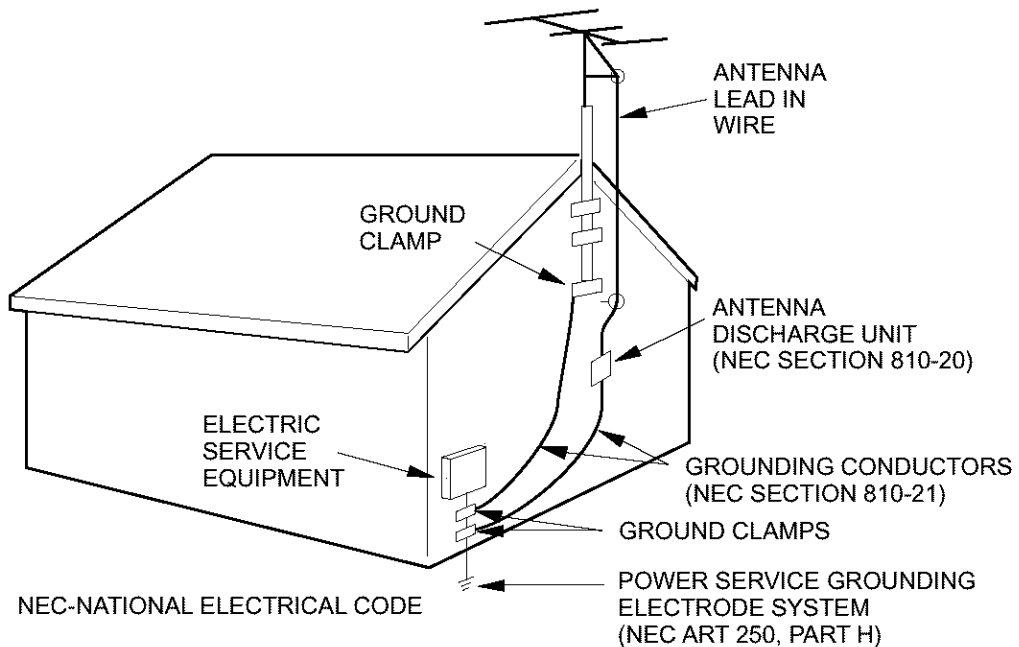 ANTENNA
LEAD IN
WIRE
GROUND
CLAMP
ANTENNA
DISCHARGE UNIT
(NEC SECTION 810-20)
ELECTRIC
SERVICE
EQUIPMENT
GROUNDING CONDUCTORS
(NEC SECTION 810-21)
GROUND CLAMPS
POWER SERVICE GROUNDING
ELECTRODE SYSTEM
(NEC ART 250, PART H)
NEC-NATIONAL ELECTRICAL CODE